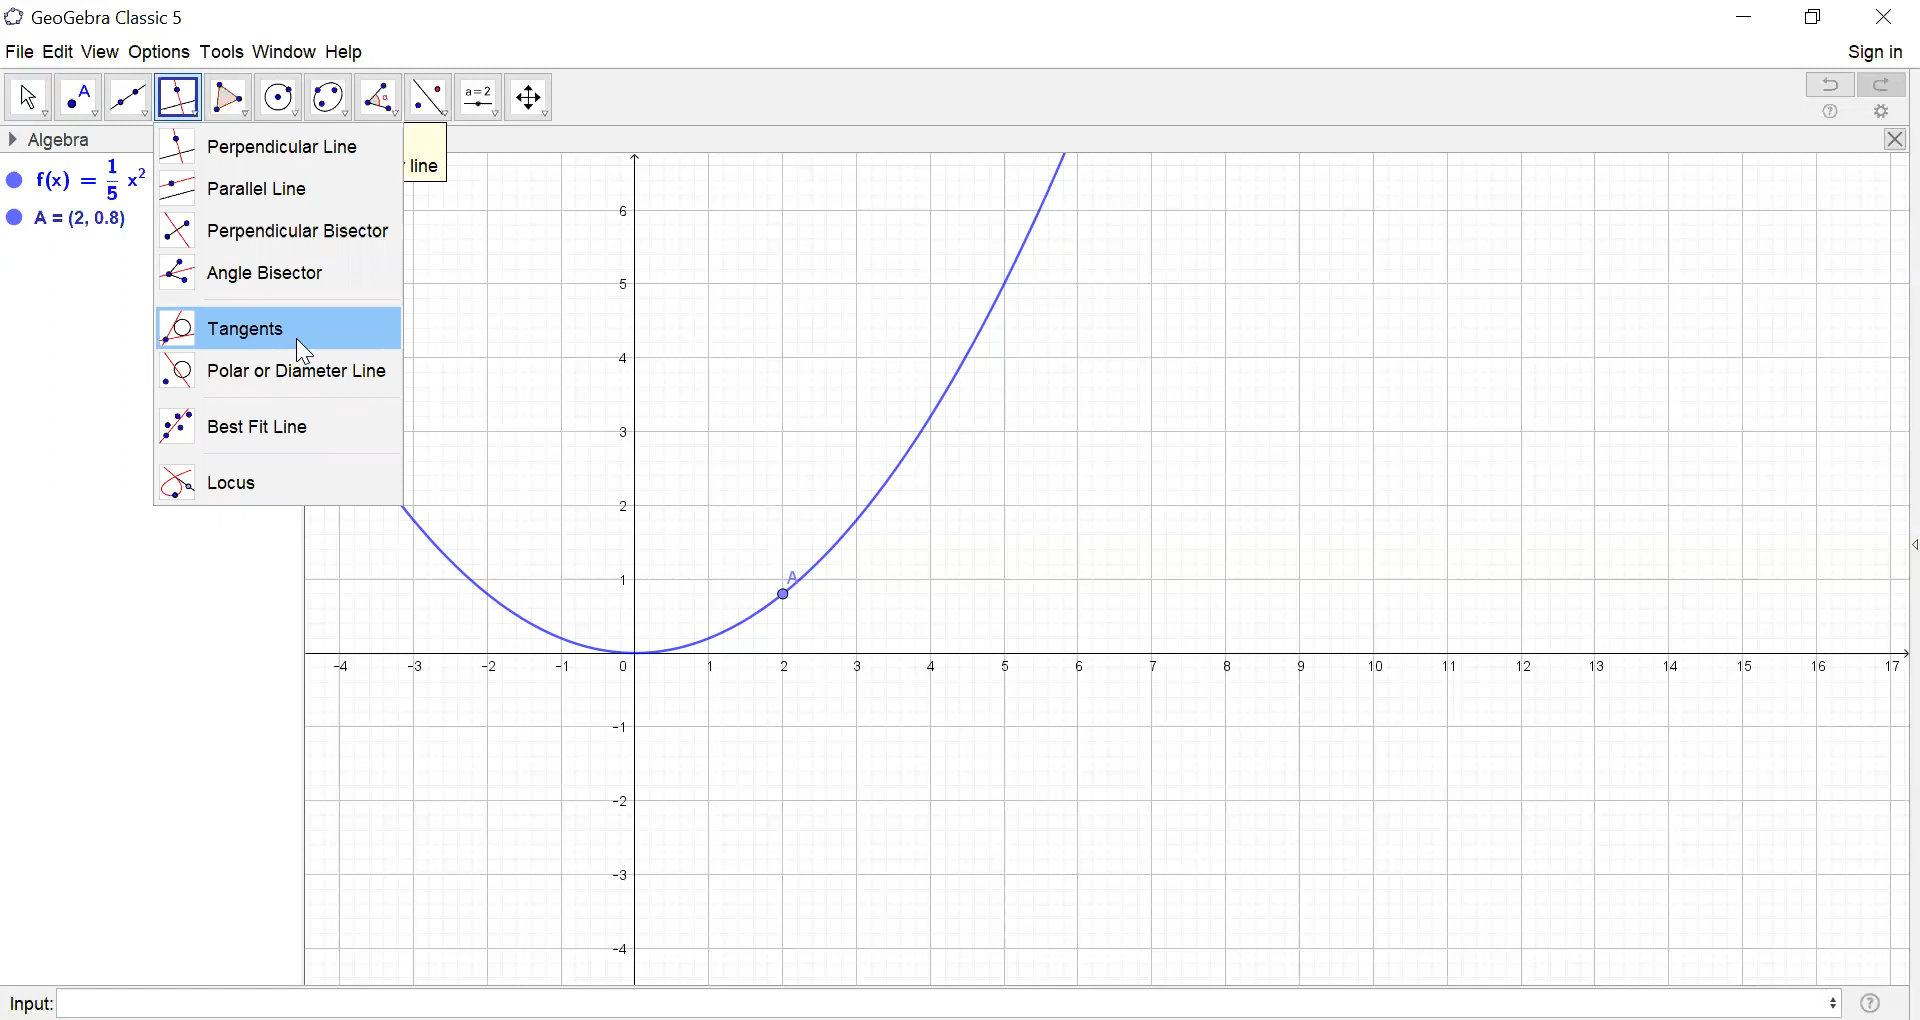 GeoGebra Classic 5
File Edit View Options Tools Window Help
Sign in
A
a=2
α
Algebra
f(x) = 1/5 x²
A = (2, 0.8)
Perpendicular Line
Parallel Line
Perpendicular Bisector
Angle Bisector
Tangents
Polar or Diameter Line
Best Fit Line
Locus
line
6
5
4
3
2
1
A
-4 -3 -2 -1 0 1 2 3 4 5 6 7 8 9 10 11 12 13 14 15 16 17
-1
-2
-3
-4
Input: